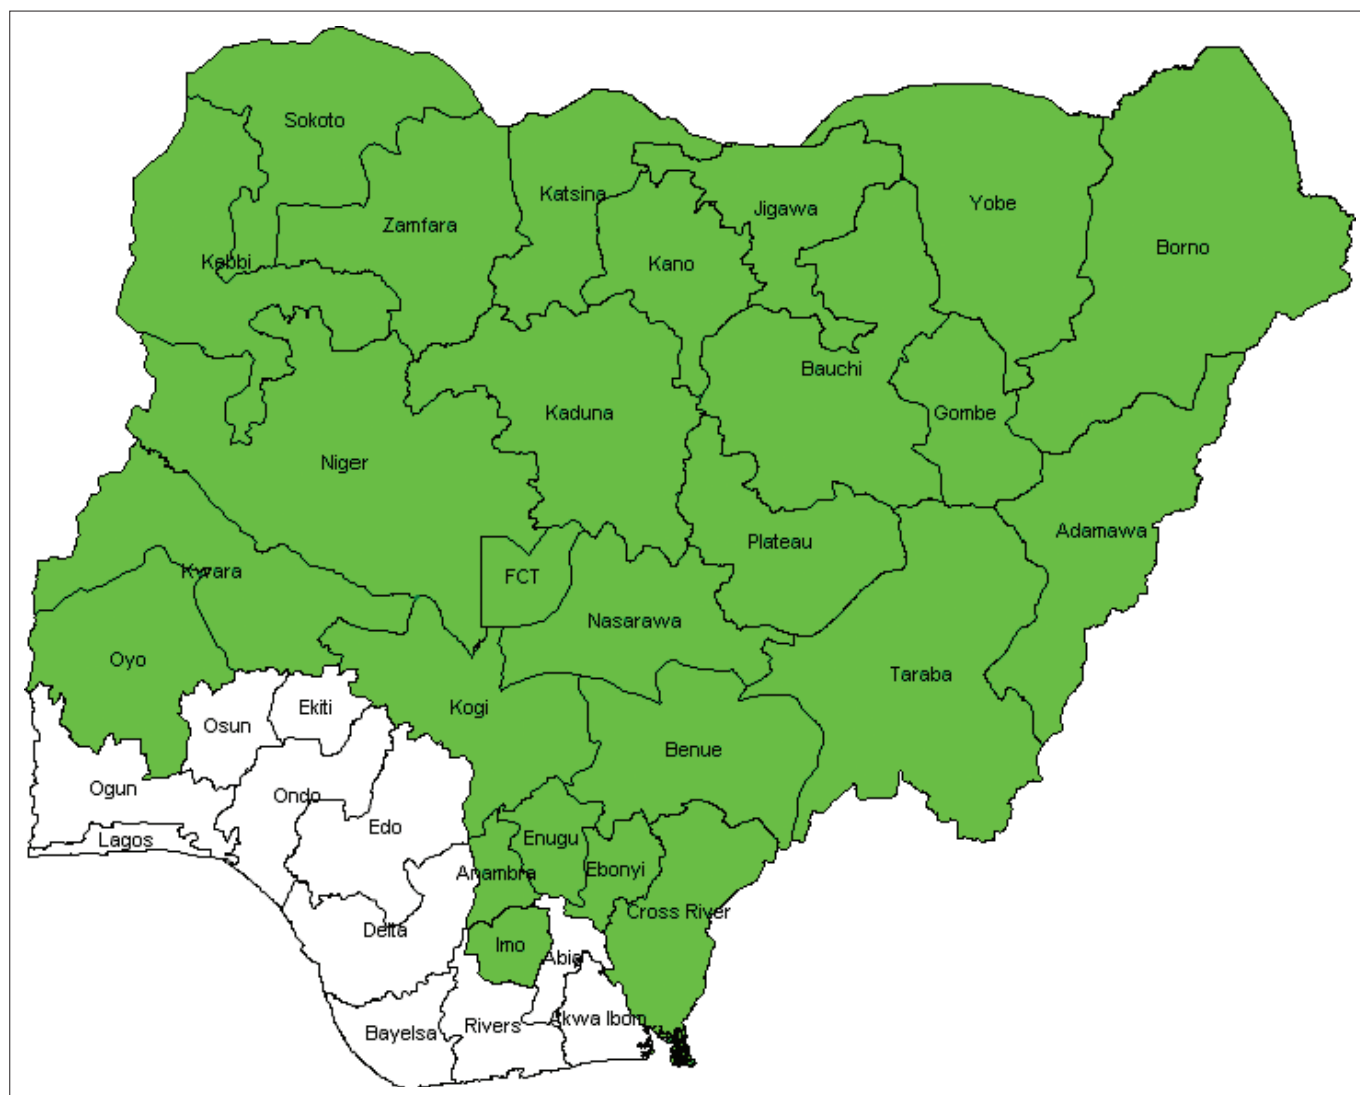 Sokoto
Katsina
Yobe
Jigawa
Zamfara
Borno
Kebbi
Kano
Bauchi
Kaduna
Gombe
Niger
Adamawa
Plateau
Kwara
FCT
Nasarawa
Oyo
Taraba
Kogi
Ekiti
Osun
Benue
Ogun
Ondo
Edo
Lagos
Enugu
Anambra
Ebonyi
Cross River
Delta
Imo
Abia
Bayelsa
Rivers
Akwa Ibom